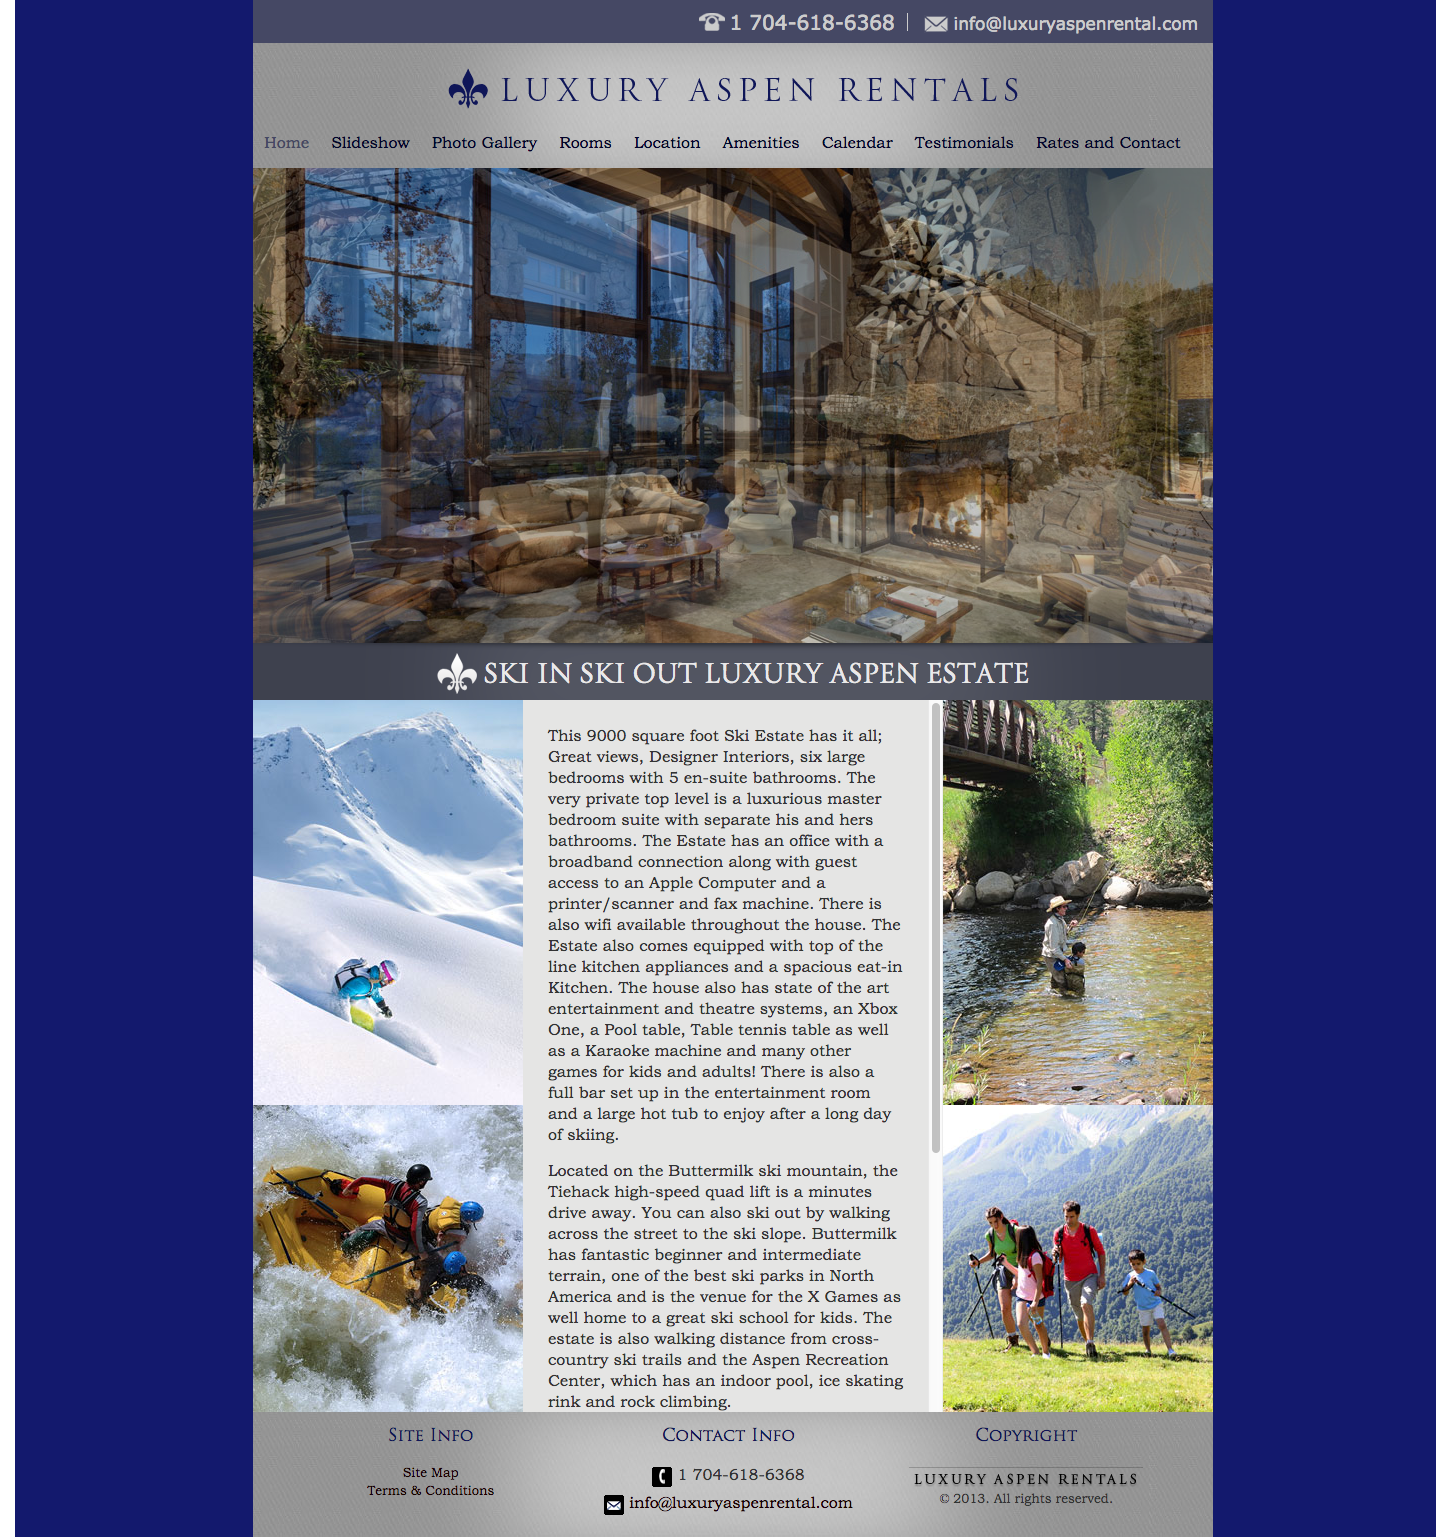 1 704-618-6368 info@luxuryaspenrental.com
LUXURY ASPEN RENTALS
Home Slideshow Photo Gallery Rooms Location Amenities Calendar Testimonials Rates and Contact
SKI IN SKI OUT LUXURY ASPEN ESTATE
This 9000 square foot Ski Estate has it all;
Great views, Designer Interiors, six large
bedrooms with 5 en-suite bathrooms. The
very private top level is a luxurious master
bedroom suite with separate his and hers
bathrooms. The Estate has an office with a
broadband connection along with guest
access to an Apple Computer and a
printer/scanner and fax machine. There is
also wifi available throughout the house. The
Estate also comes equipped with top of the
line kitchen appliances and a spacious eat-in
Kitchen. The house also has state of the art
entertainment and theatre systems, an Xbox
One, a Pool table, Table tennis table as well
as a Karaoke machine and many other
games for kids and adults! There is also a
full bar set up in the entertainment room
and a large hot tub to enjoy after a long day
of skiing.
Located on the Buttermilk ski mountain, the
Tiehack high-speed quad lift is a minutes
drive away. You can also ski out by walking
across the street to the ski slope. Buttermilk
has fantastic beginner and intermediate
terrain, one of the best ski parks in North
America and is the venue for the X Games as
well home to a great ski school for kids. The
estate is also walking distance from cross-
country ski trails and the Aspen Recreation
Center, which has an indoor pool, ice skating
rink and rock climbing.
Site Info
Site Map
Terms & Conditions
Contact Info
1 704-618-6368
info@luxuryaspenrental.com
Copyright
LUXURY ASPEN RENTALS
© 2013. All rights reserved.